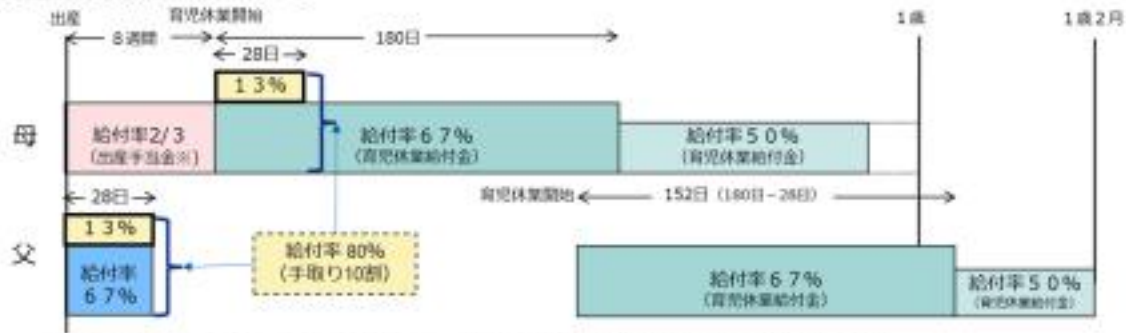 出産
育児休業開始
1歳
1歳2月
8週間
180日
28日
13%
母
給付率2/3
(出産手当金※)
給付率67%
(育児休業給付金)
給付率50%
(育児休業給付金)
28日
育児休業開始
152日(180日-28日)
13%
父
給付率
67%
給付率80%
(手取り10割)
給付率67%
(育児休業給付金)
給付率50%
(育児休業給付金)